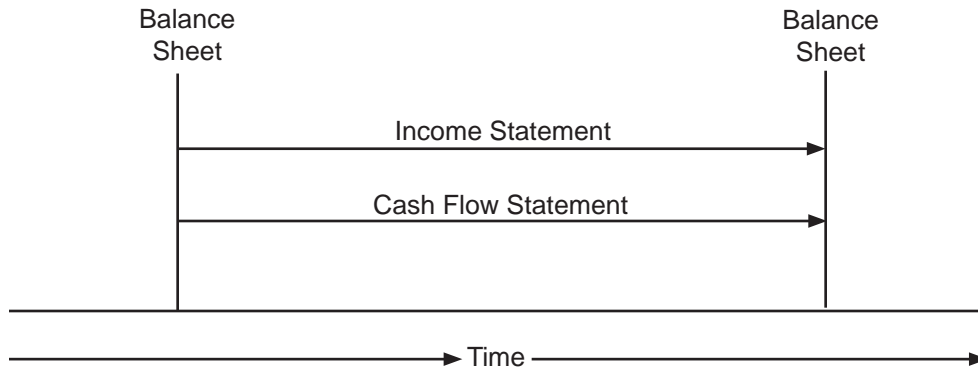 Balance
Sheet
Balance
Sheet
Income Statement
Cash Flow Statement
Time